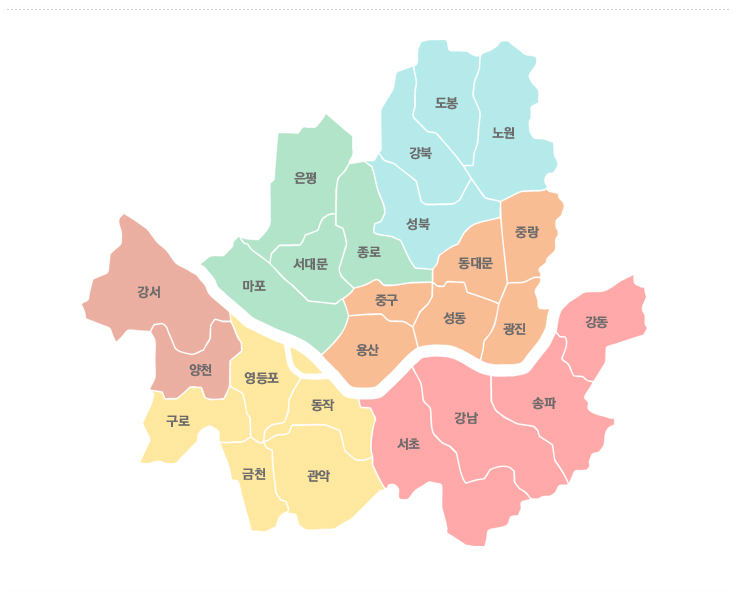 도봉
노원
강북
은평
성북
중랑
종로
서대문
동대문
마포
강서
중구
성동
강동
광진
용산
양천
영등포
동작
송파
강남
구로
서초
금천
관악